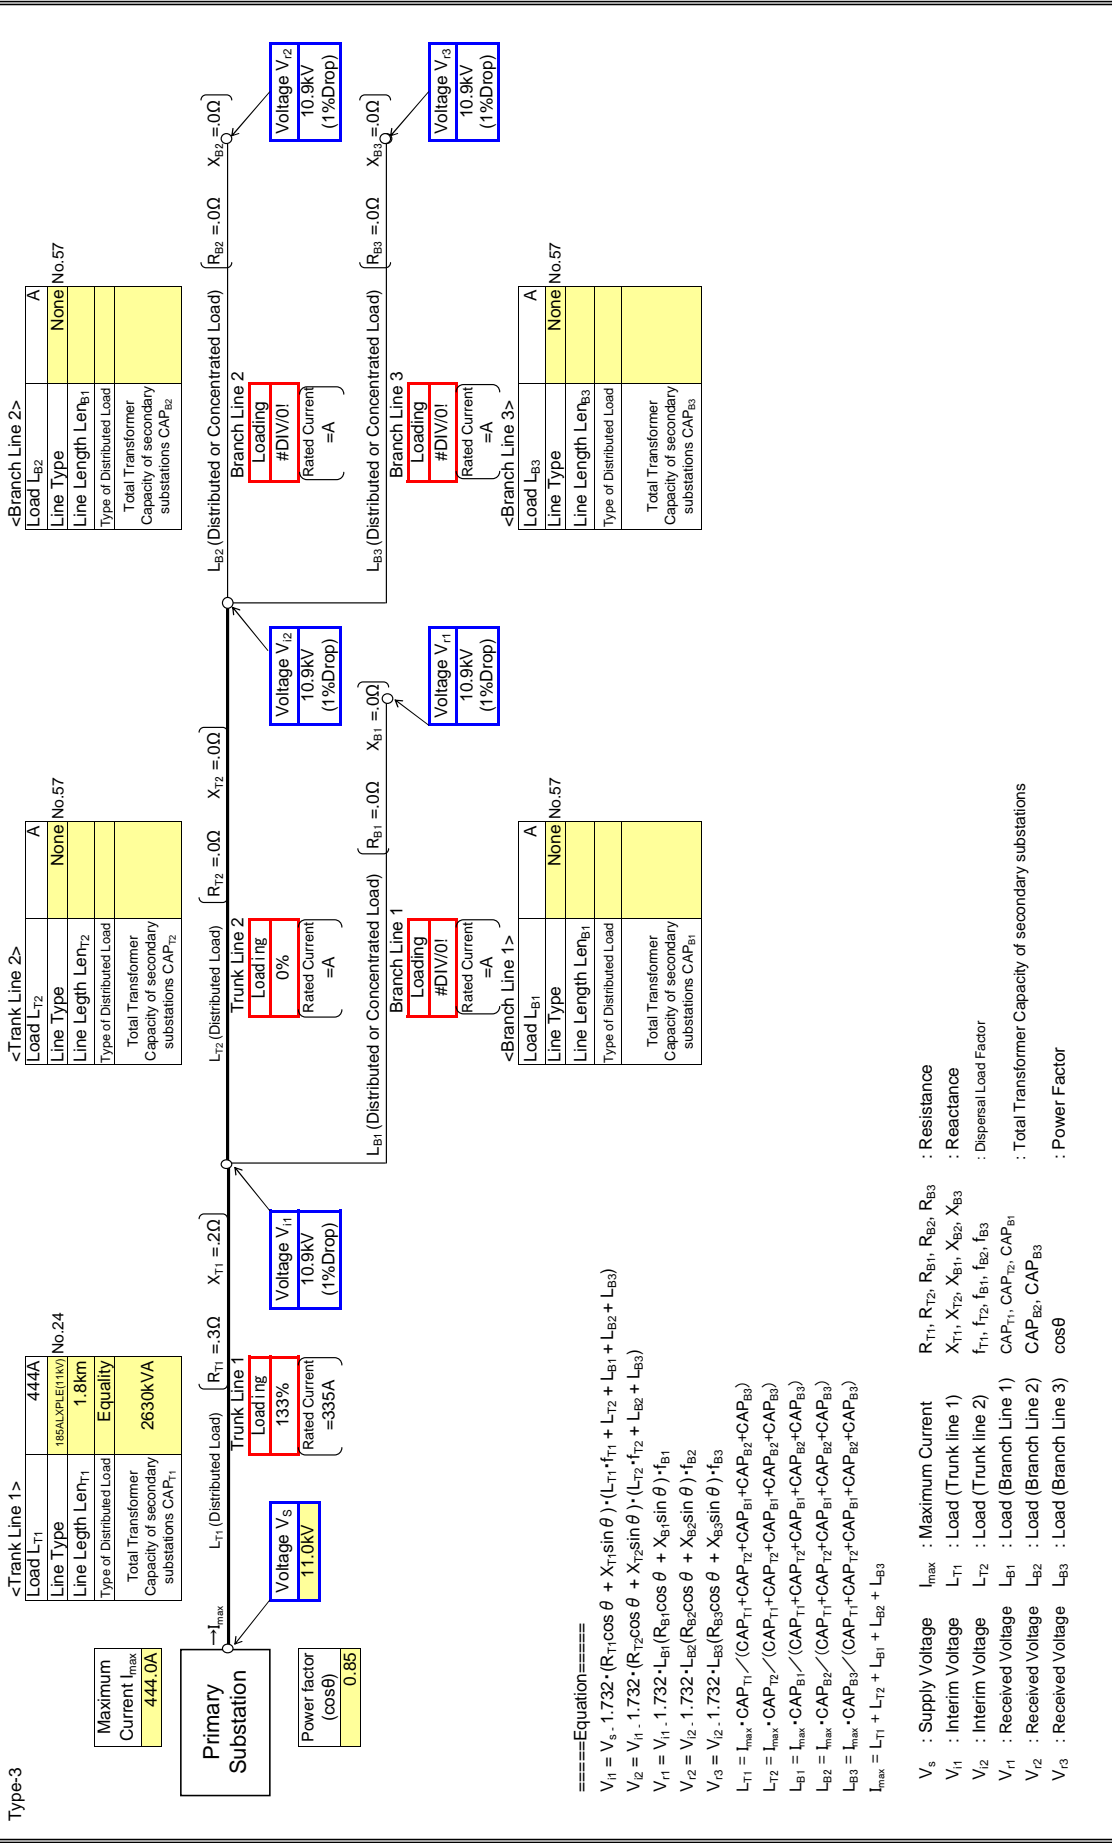 Type-3
Maximum
Current Imax
444.0A
Primary
Substation
Power factor
(cosθ)
0.85
→Imax
Voltage VS
11.0kV
<Trank Line 1>
Load LT1 444A
Line Type 185ALXPLE(11kV) No.24
Line Legth LenT1 1.8km
Type of Distributed Load Equality
Total Transformer
Capacity of secondary
substations CAPT1
2630kVA
LT1 (Distributed Load)
RT1 =.3Ω XT1 =.2Ω
Trunk Line 1
Loading
133%
Rated Current
=335A
Voltage Vi1
10.9kV
(1%Drop)
<Trank Line 2>
Load LT2 A
Line Type None No.57
Line Length LenT2
Type of Distributed Load
Total Transformer
Capacity of secondary
substations CAPT2
LT2 (Distributed Load)
RT2 =.0Ω XT2 =.0Ω
Trunk Line 2
Loading
0%
Rated Current
=A
Voltage Vi2
10.9kV
(1%Drop)
LB1 (Distributed or Concentrated Load)
RB1 =.0Ω XB1 =.0Ω
Branch Line 1
Loading
#DIV/0!
Rated Current
=A
Voltage Vr1
10.9kV
(1%Drop)
<Branch Line 1>
Load LB1 A
Line Type None No.57
Line Length LenB1
Type of Distributed Load
Total Transformer
Capacity of secondary
substations CAPB1
<Branch Line 2>
Load LB2 A
Line Type None No.57
Line Length LenB1
Type of Distributed Load
Total Transformer
Capacity of secondary
substations CAPB2
LB2 (Distributed or Concentrated Load)
RB2 =.0Ω XB2 =.0Ω
Branch Line 2
Loading
#DIV/0!
Rated Current
=A
Voltage Vr2
10.9kV
(1%Drop)
LB3 (Distributed or Concentrated Load)
RB3 =.0Ω XB3 =.0Ω
Branch Line 3
Loading
#DIV/0!
Rated Current
=A
Voltage Vr3
10.9kV
(1%Drop)
<Branch Line 3>
Load LB3 A
Line Type None No.57
Line Length LenB3
Type of Distributed Load
Total Transformer
Capacity of secondary
substations CAPB3
=====Equation=====
Vi1 = Vs - 1.732・(RT1cos θ + XT1sin θ)・(LT1・fT1 + LT2 + LB1 + LB2 + LB3)
Vi2 = Vi1 - 1.732・(RT2cos θ + XT2sin θ)・(LT2・fT2 + LB2 + LB3)
Vr1 = Vi1 - 1.732・LB1(RB1cos θ + XB1sin θ)・fB1
Vr2 = Vi2 - 1.732・LB2(RB2cos θ + XB2sin θ)・fB2
Vr3 = Vi2 - 1.732・LB3(RB3cos θ + XB3sin θ)・fB3
LT1 = Imax・CAPT1／(CAPT1+CAPT2+CAPB1+CAPB2+CAPB3)
LT2 = Imax・CAPT2／(CAPT1+CAPT2+CAPB1+CAPB2+CAPB3)
LB1 = Imax・CAPB1／(CAPT1+CAPT2+CAPB1+CAPB2+CAPB3)
LB2 = Imax・CAPB2／(CAPT1+CAPT2+CAPB1+CAPB2+CAPB3)
LB3 = Imax・CAPB3／(CAPT1+CAPT2+CAPB1+CAPB2+CAPB3)
Imax = LT1 + LT2 + LB1 + LB2 + LB3
Vs : Supply Voltage Imax : Maximum Current RT1, RT2, RB1, RB2, RB3 : Resistance
Vi1 : Interim Voltage LT1 : Load (Trunk line 1) XT1, XT2, XB1, XB2, XB3 : Reactance
Vi2 : Interim Voltage LT2 : Load (Trunk line 2) fT1, fT2, fB1, fB2, fB3 : Dispersal Load Factor
Vr1 : Received Voltage LB1 : Load (Branch Line 1) CAPT1, CAPT2, CAPB1 : Total Transformer Capacity of secondary substations
Vr2 : Received Voltage LB2 : Load (Branch Line 2) CAPB2, CAPB3
Vr3 : Received Voltage LB3 : Load (Branch Line 3) cosθ : Power Factor